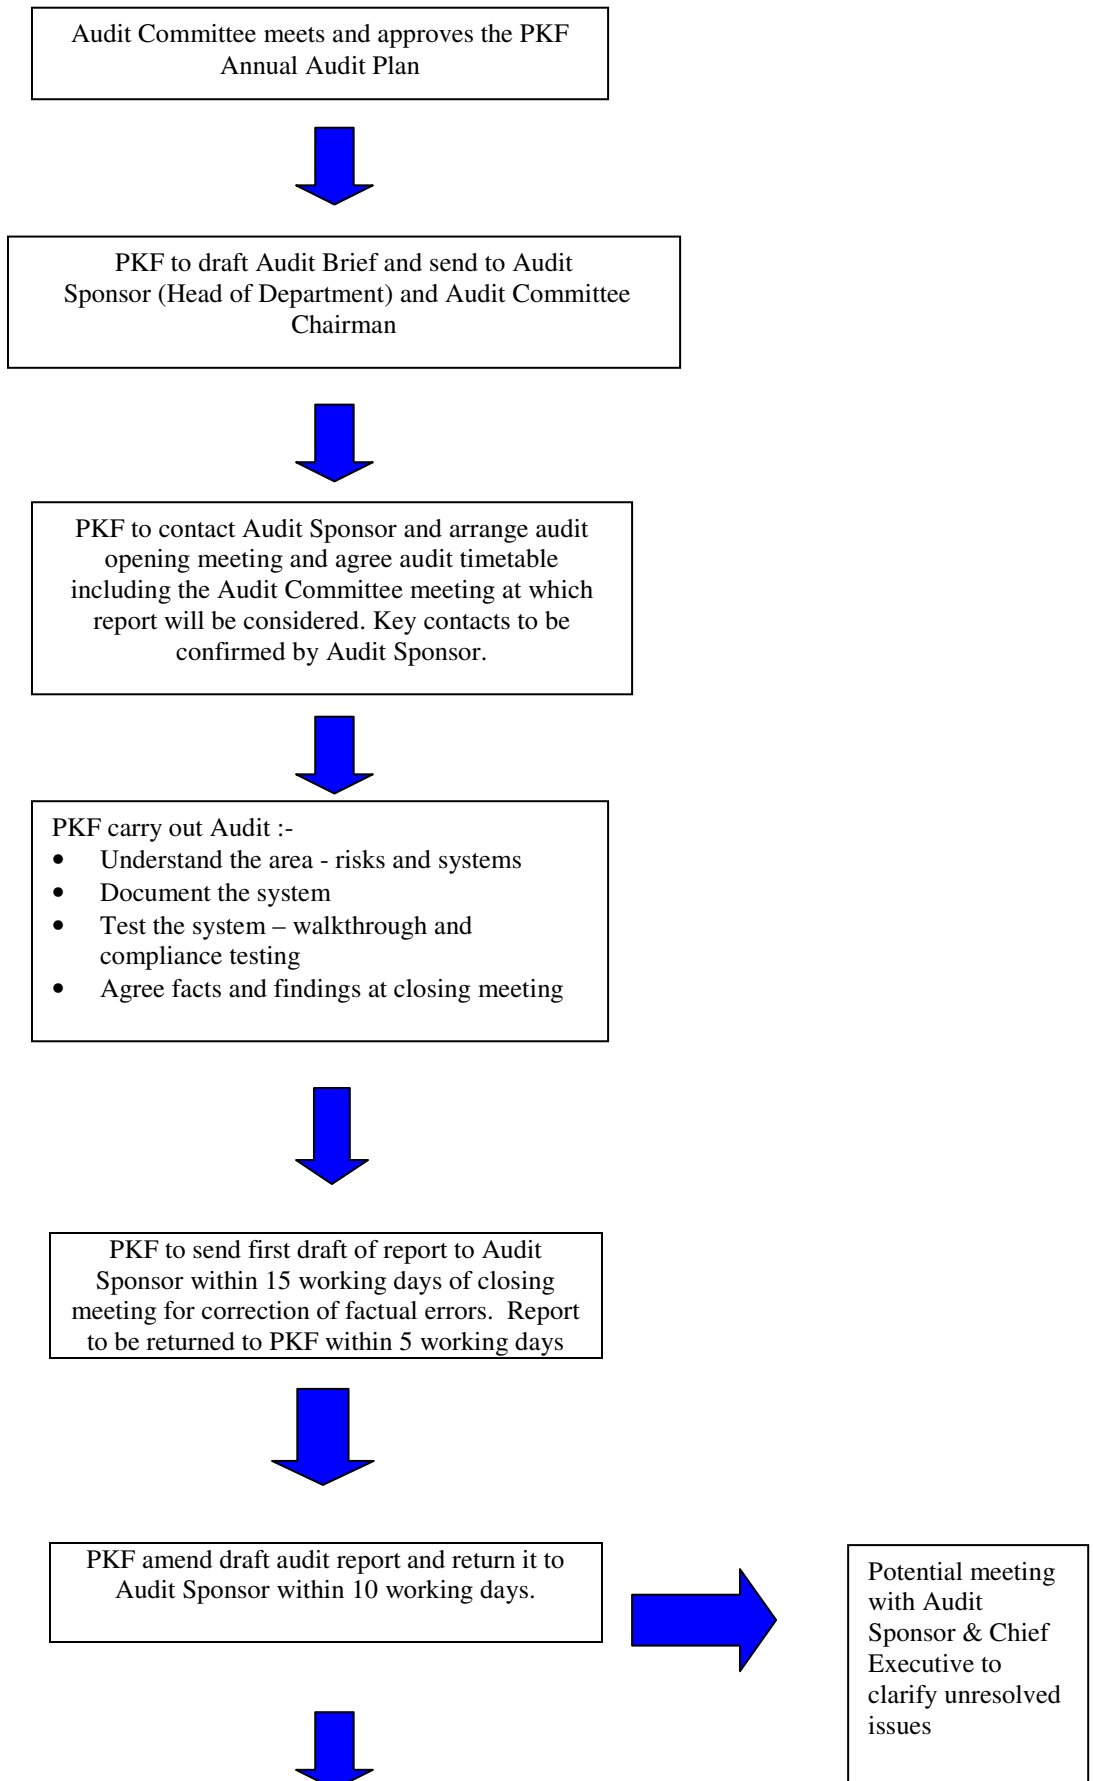 Audit Committee meets and approves the PKF
Annual Audit Plan
PKF to draft Audit Brief and send to Audit
Sponsor (Head of Department) and Audit Committee
Chairman
PKF to contact Audit Sponsor and arrange audit
opening meeting and agree audit timetable
including the Audit Committee meeting at which
report will be considered. Key contacts to be
confirmed by Audit Sponsor.
PKF carry out Audit :-
• Understand the area - risks and systems
• Document the system
• Test the system – walkthrough and
compliance testing
• Agree facts and findings at closing meeting
PKF to send first draft of report to Audit
Sponsor within 15 working days of closing
meeting for correction of factual errors.  Report
to be returned to PKF within 5 working days
PKF amend draft audit report and return it to
Audit Sponsor within 10 working days.
Potential meeting
with Audit
Sponsor & Chief
Executive to
clarify unresolved
issues